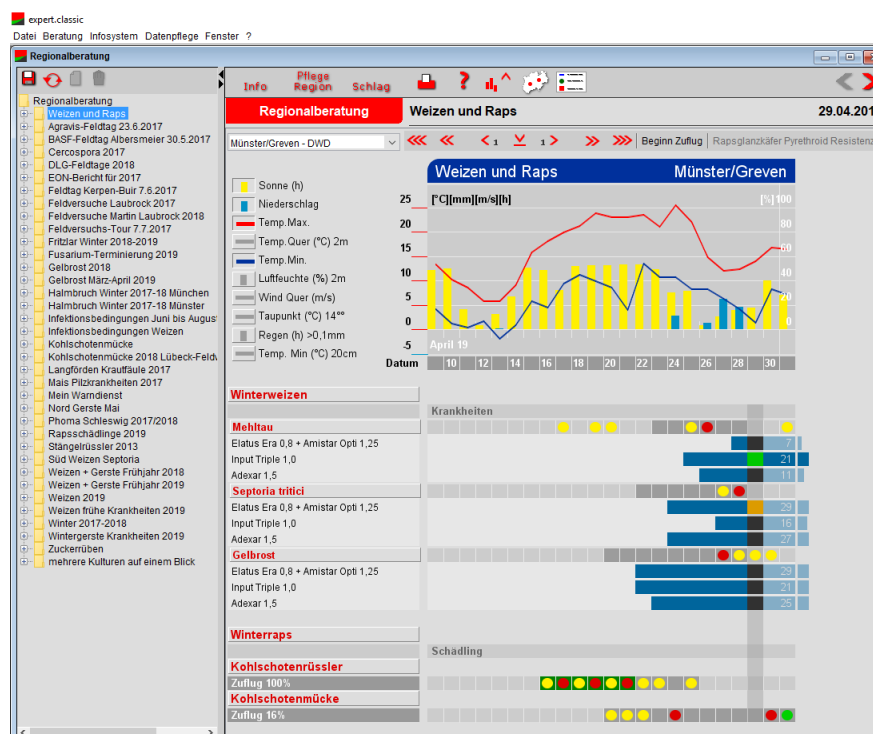 expert.classic
Datei Beratung Infosystem Datenpflege Fenster ?
Regionalberatung
Regionalberatung
Weizen und Raps
Agravis-Feldtag 23.6.2017
BASF-Feldtag Albersmeier 30.5.2017
Cercospora 2017
DLG-Feldtage 2018
EON-Bericht für 2017
Feldtag Kerpen-Buir 7.6.2017
Feldversuche Laubrock 2017
Feldversuche Martin Laubrock 2018
Feldversuchs-Tour 7.7.2017
Fritzlar Winter 2018-2019
Fusarium-Terminierung 2019
Gelbrost 2018
Gelbrost März-April 2019
Halmbruch Winter 2017-18 München
Halmbruch Winter 2017-18 Münster
Infektionsbedingungen Juni bis August
Infektionsbedingungen Weizen
Kohlschotenmücke
Kohlschotenmücke 2018 Lübeck-Feldv
Langförden Krautfäule 2017
Mais Pilzkrankheiten 2017
Mein Warndienst
Nord Gerste Mai
Phoma Schleswig 2017/2018
Rapsschädlinge 2019
Stängelrüssler 2013
Süd Weizen Septoria
Weizen + Gerste Frühjahr 2018
Weizen + Gerste Frühjahr 2019
Weizen 2019
Weizen frühe Krankheiten 2019
Winter 2017-2018
Wintergerste Krankheiten 2019
Zuckerrüben
mehrere Kulturen auf einem Blick
Info Pflege Region Schlag ?
Regionalberatung Weizen und Raps 29.04.201
Münster/Greven - DWD 1 1 Beginn Zuflug Rapsglanzkäfer Pyrethroid Resistenz
Weizen und Raps Münster/Greven
[°C][mm][m/s][h] [%] 100
25 20 15 10 5 0 -5
80 60 40 20 0
Sonne (h)
Niederschlag
Temp.Max.
Temp.Quer (°C) 2m
Temp.Min.
Luftfeuchte (%) 2m
Wind Quer (m/s)
Taupunkt (°C) 14°°
Regen (h) >0,1mm
Temp. Min (°C) 20cm
April 19
Datum 10 12 14 16 18 20 22 24 26 28 30
Winterweizen
Krankheiten
Mehltau
Elatus Era 0,8 + Amistar Opti 1,25 7
Input Triple 1,0 21
Adexar 1,5 11
Septoria tritici
Elatus Era 0,8 + Amistar Opti 1,25 29
Input Triple 1,0 16
Adexar 1,5 27
Gelbrost
Elatus Era 0,8 + Amistar Opti 1,25 29
Input Triple 1,0 21
Adexar 1,5 25
Winterraps
Schädling
Kohlschotenrüssler
Zuflug 100%
Kohlschotenmücke
Zuflug 16%